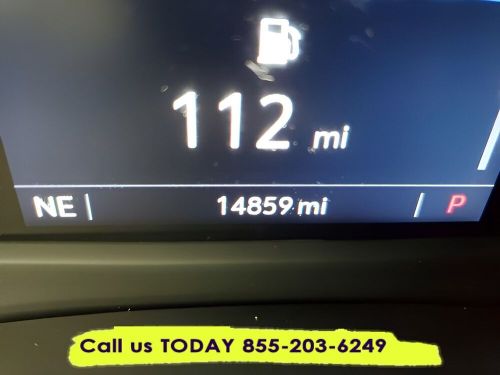 112 mi
NE 14859 mi P
Call us TODAY 855-203-6249